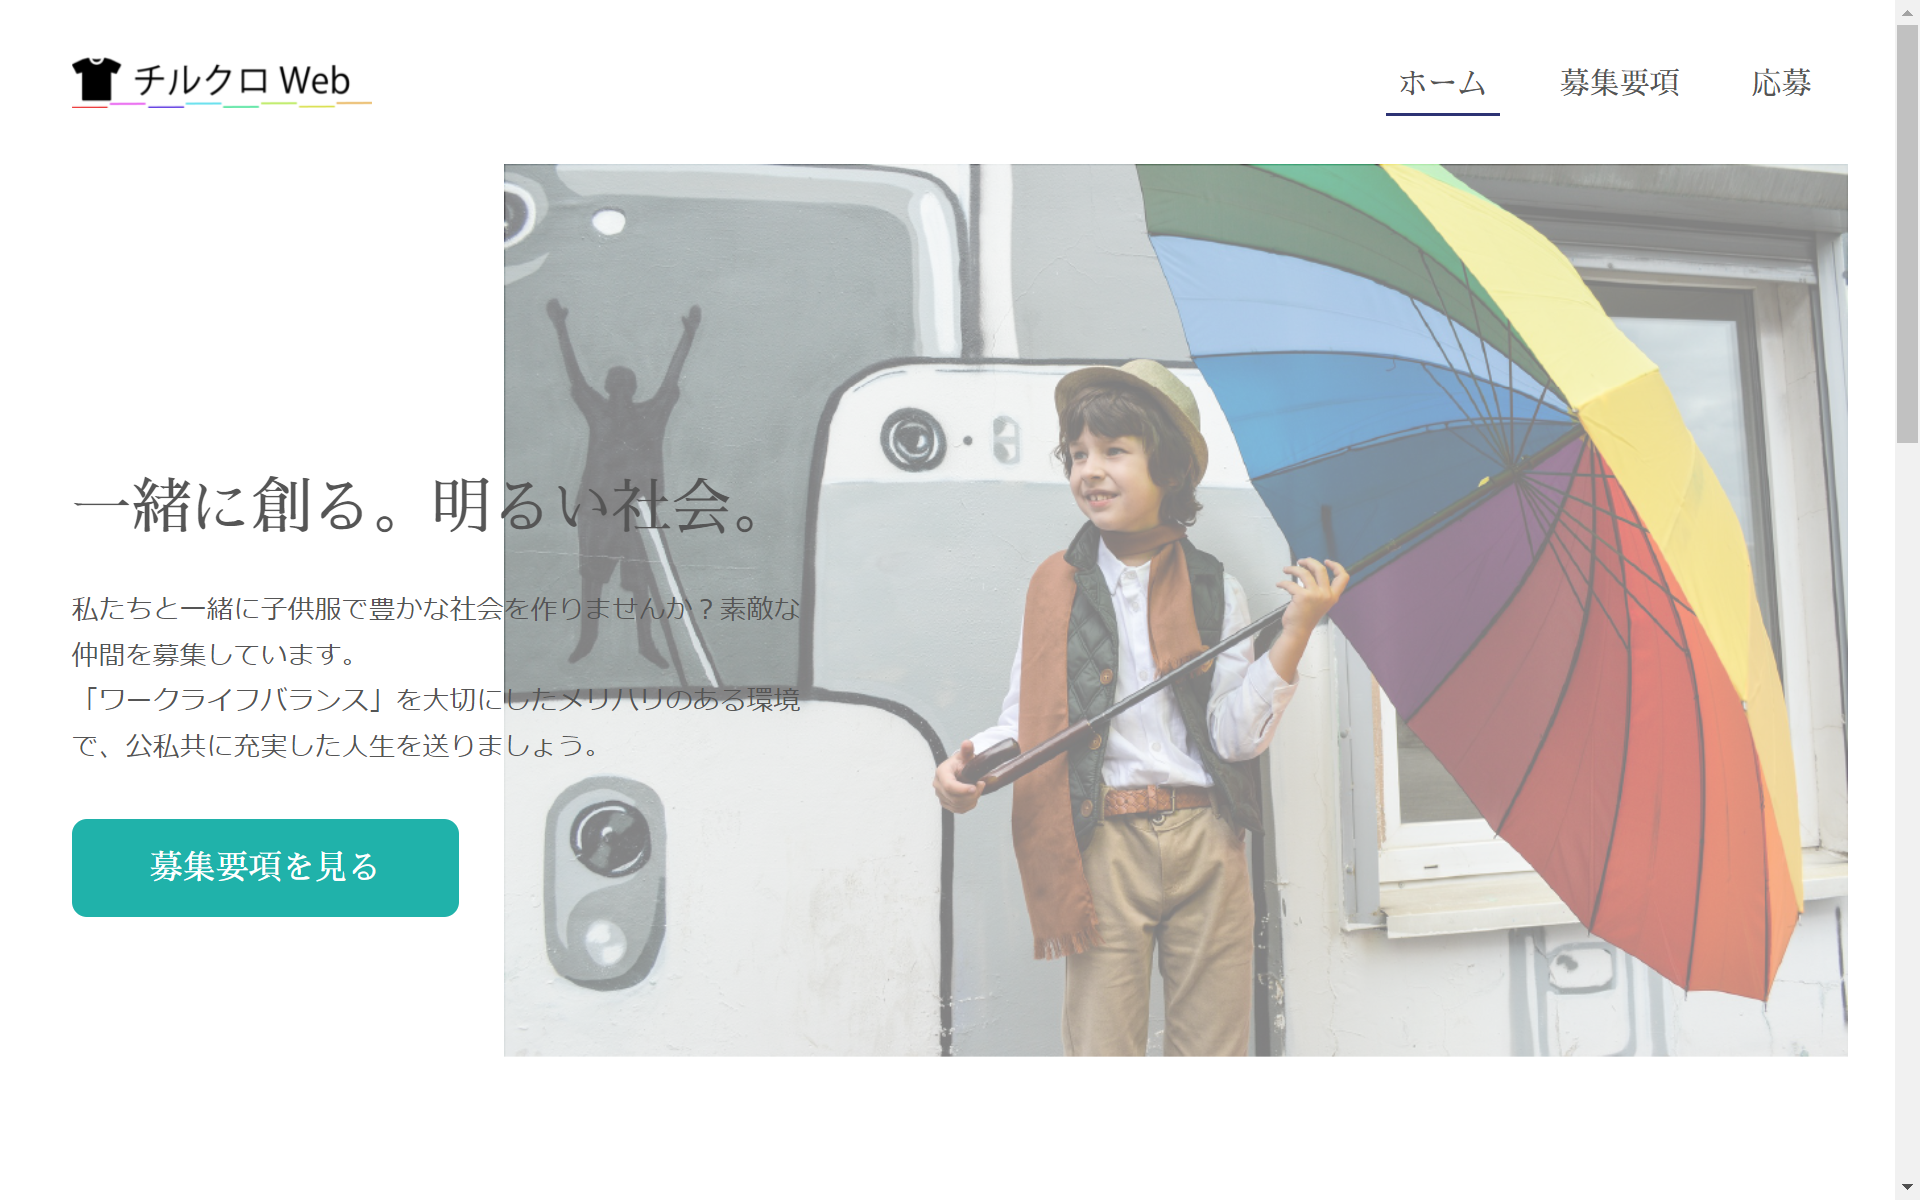 チルクロ Web
ホーム 募集要項 応募
一緒に創る。明るい社会。
私たちと一緒に子供服で豊かな社会を作りませんか？素敵な
仲間を募集しています。
「ワークライフバランス」を大切にしたメリハリのある環境
で、公私共に充実した人生を送りましょう。
募集要項を見る